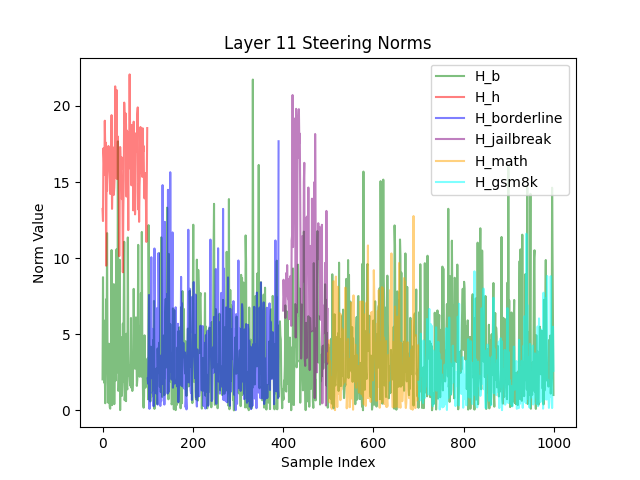 Layer 11 Steering Norms
H_b
H_h
H_borderline
H_jailbreak
H_math
H_gsm8k
Norm Value
20
15
10
5
0
0 200 400 600 800 1000
Sample Index